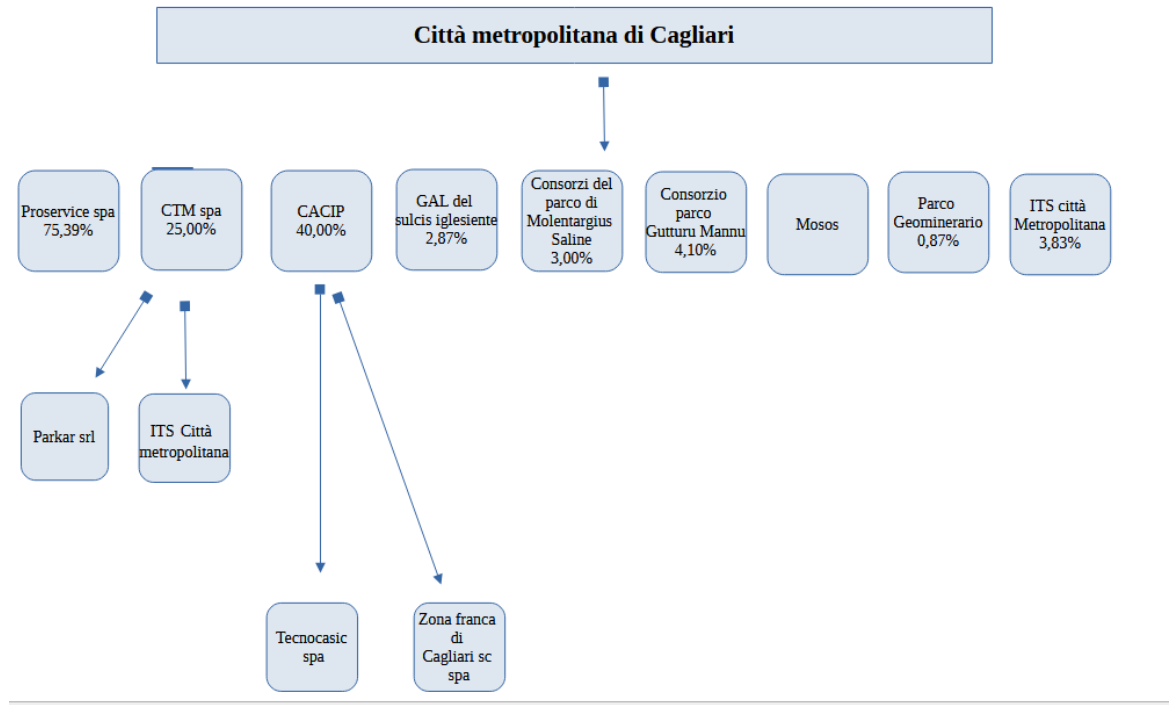 Città metropolitana di Cagliari
Proservice spa
75,39%
CTM spa
25,00%
CACIP
40,00%
GAL del
sulcis iglesiente
2,87%
Consorzi del
parco di
Molentargius
Saline
3,00%
Consorzio
parco
Gutturu Mannu
4,10%
Mosos
Parco
Geominerario
0,87%
ITS città
Metropolitana
3,83%
Parkar srl
ITS Città
metropolitana
Tecnocasic
spa
Zona franca
di
Cagliari sc
spa